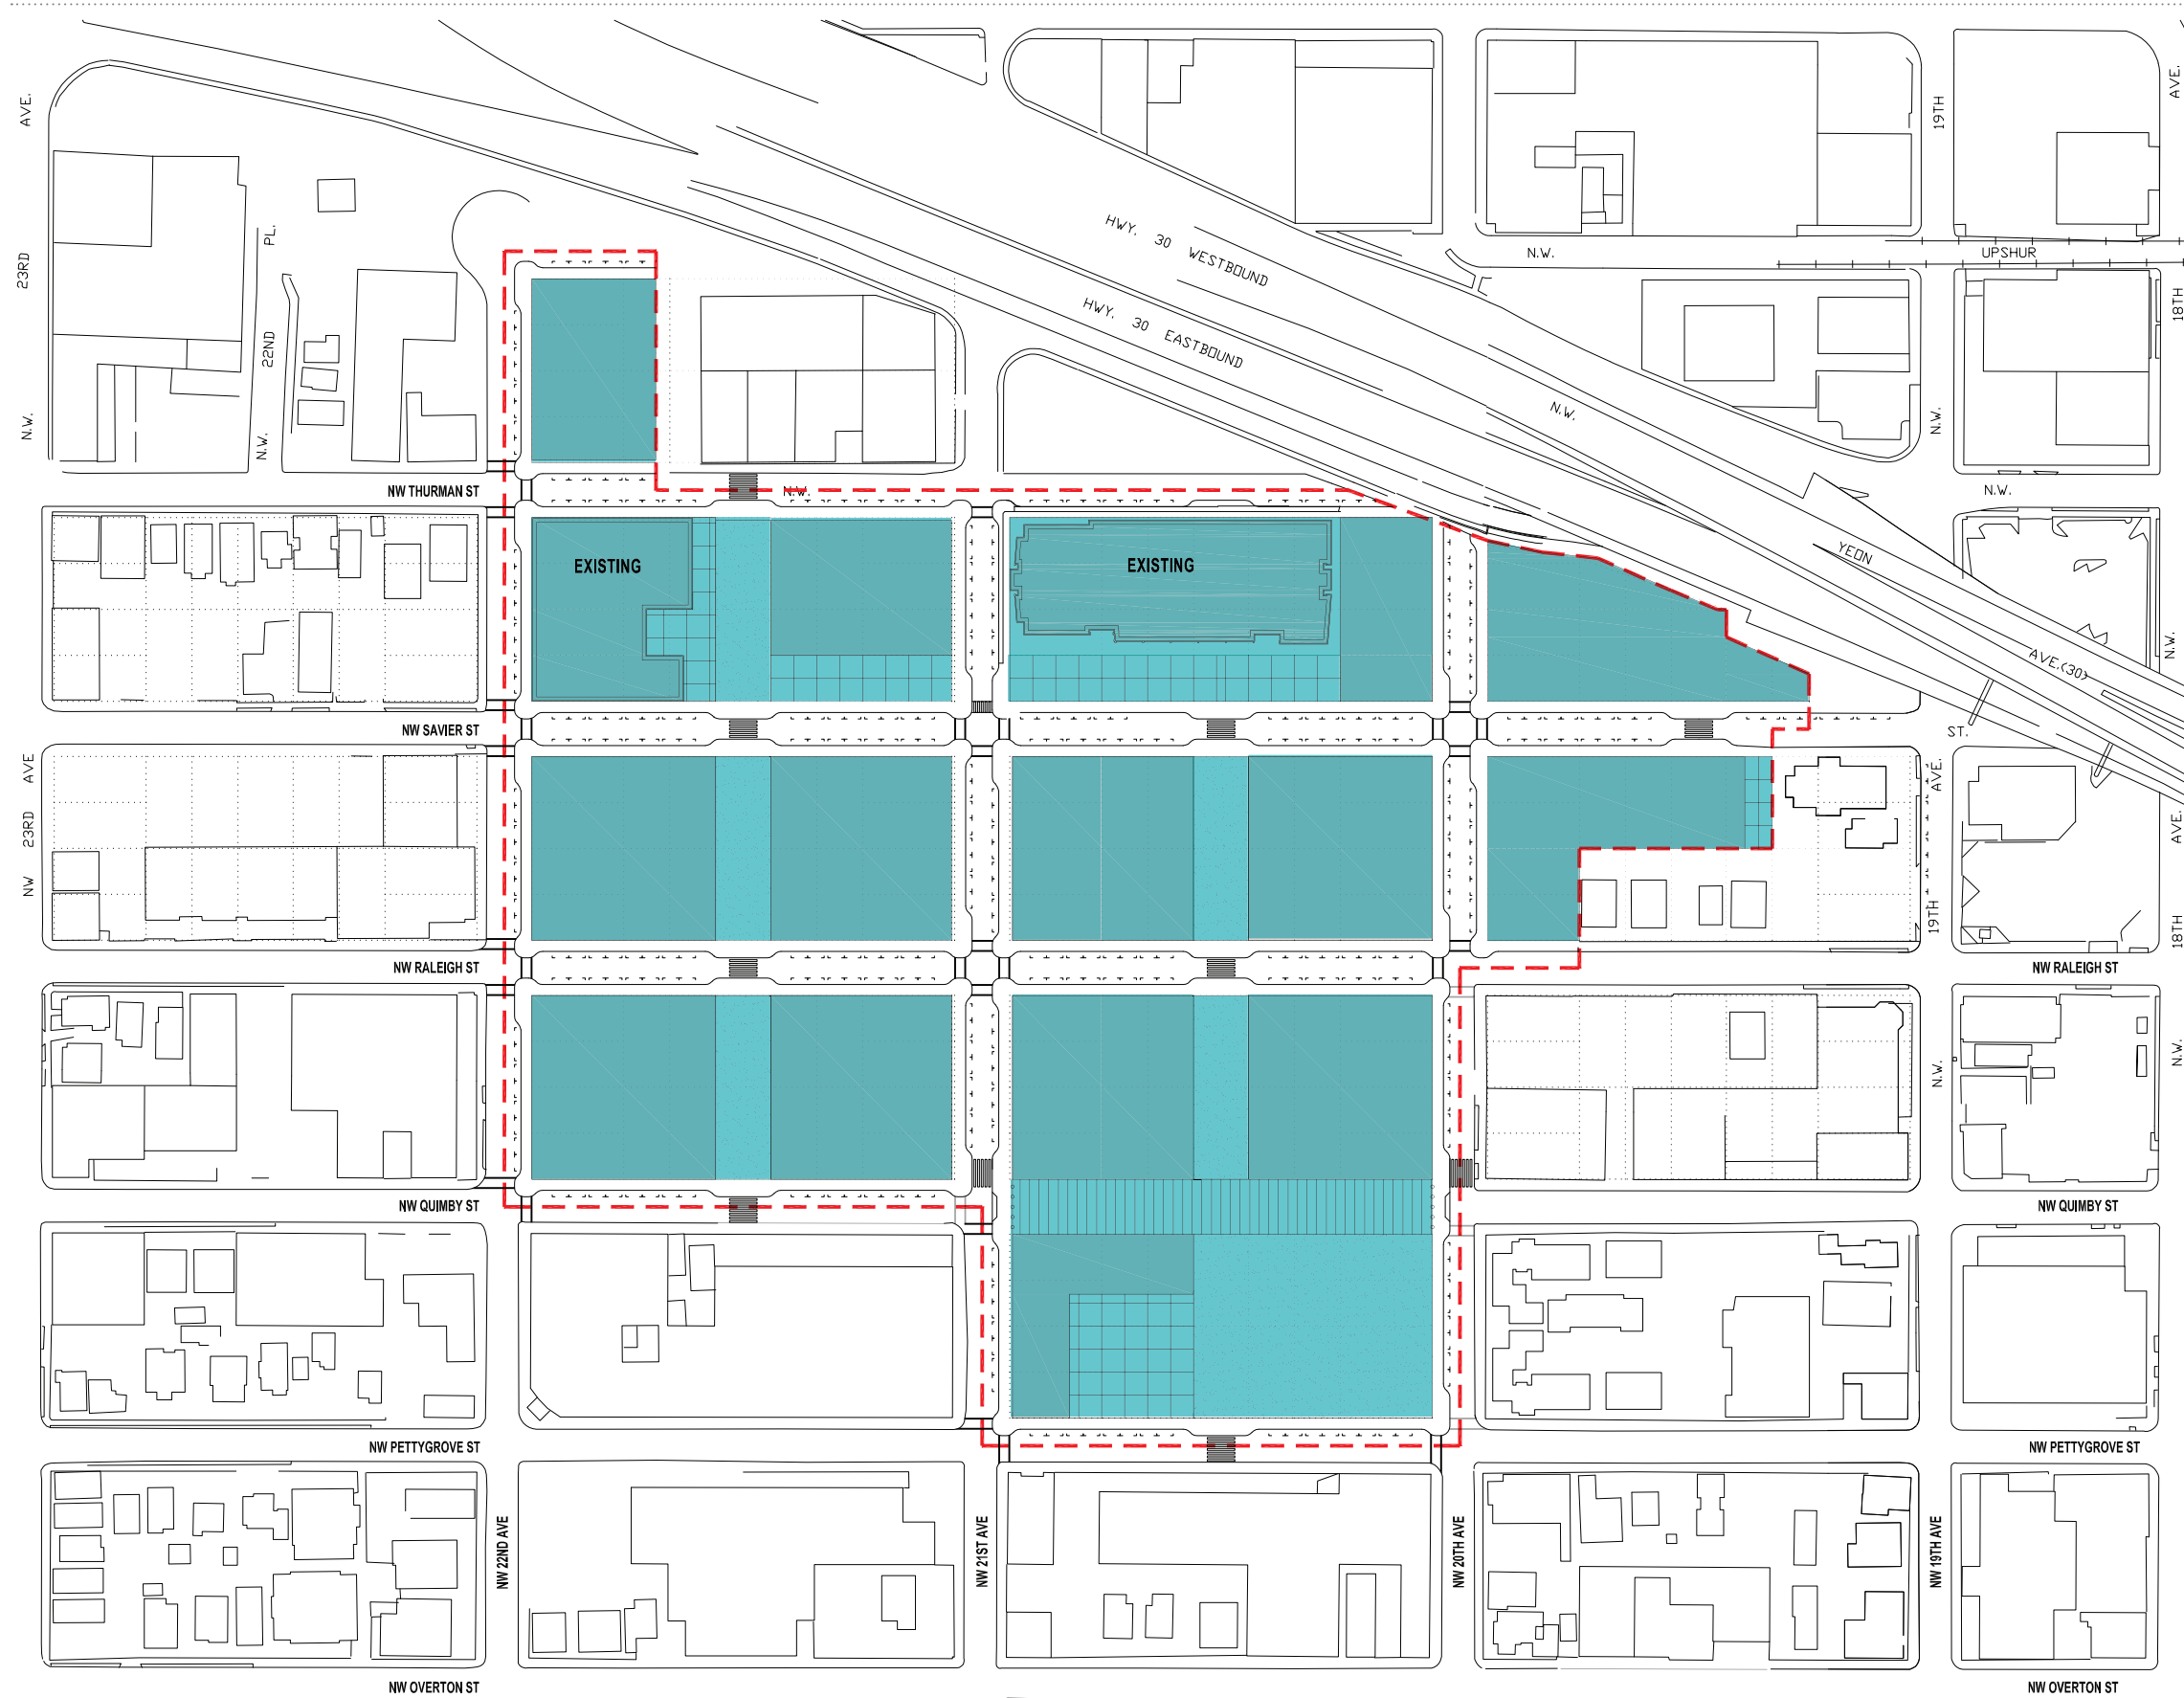 AVE.
19TH
AVE.
HWY. 30 WESTBOUND
N.W.
UPSHUR
PL.
23RD
18TH
HWY. 30 EASTBOUND
22ND
N.W.
N.W.
N.W.
N.W.
NW THURMAN ST
N.W.
N.W.
EXISTING
EXISTING
YEON
N.W.
AVE.(30)
NW SAVIER ST
ST.
AVE
AVE.
23RD
AVE.
NW
19TH
18TH
NW RALEIGH ST
NW RALEIGH ST
N.W.
N.W.
NW QUIMBY ST
NW QUIMBY ST
NW PETTYGROVE ST
NW PETTYGROVE ST
NW 22ND AVE
NW 21ST AVE
NW 20TH AVE
NW 19TH AVE
NW OVERTON ST
NW OVERTON ST